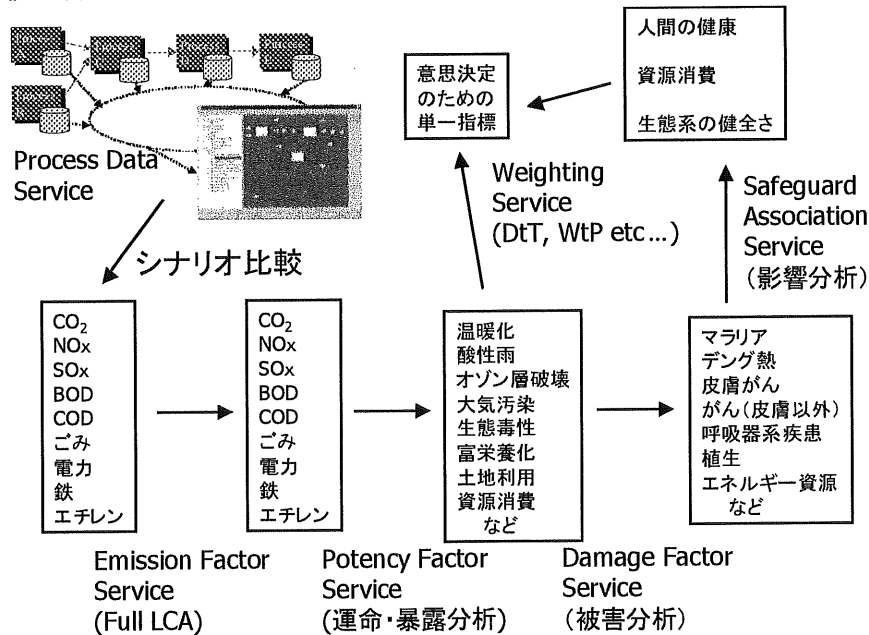 Process Data
Service
シナリオ比較
意思決定
のための
単一指標
人間の健康
資源消費
生態系の健全さ
Weighting
Service
(DtT, WtP etc...)
Safeguard
Association
Service
(影響分析)
CO₂
NOx
SOx
BOD
COD
ごみ
電力
鉄
エチレン
CO₂
NOx
SOx
BOD
COD
ごみ
電力
鉄
エチレン
温暖化
酸性雨
オゾン層破壊
大気汚染
生態毒性
富栄養化
土地利用
資源消費
など
マラリア
デング熱
皮膚がん
がん(皮膚以外)
呼吸器系疾患
植生
エネルギー資源
など
Emission Factor
Service
(Full LCA)
Potency Factor
Service
(運命・暴露分析)
Damage Factor
Service
(被害分析)